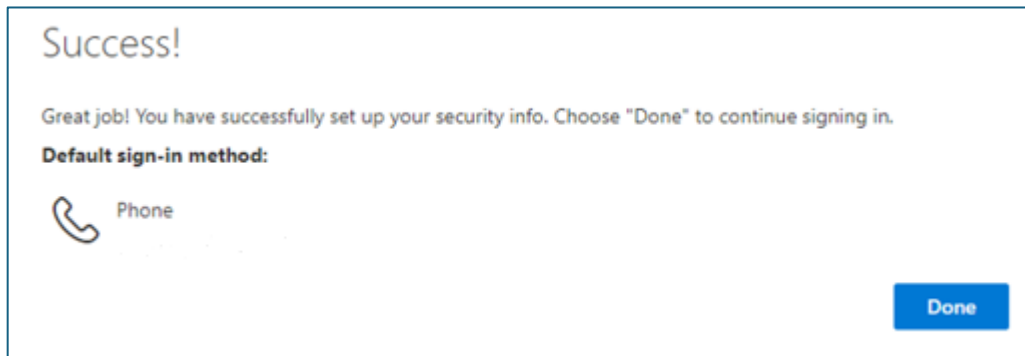 Success!
Great job! You have successfully set up your security info. Choose "Done" to continue signing in.
Default sign-in method:
Phone
Done